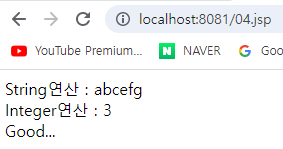 localhost:8081/04.jsp
YouTube Premium...
NAVER
Goo
String연산 : abcefg
Integer연산 : 3
Good...